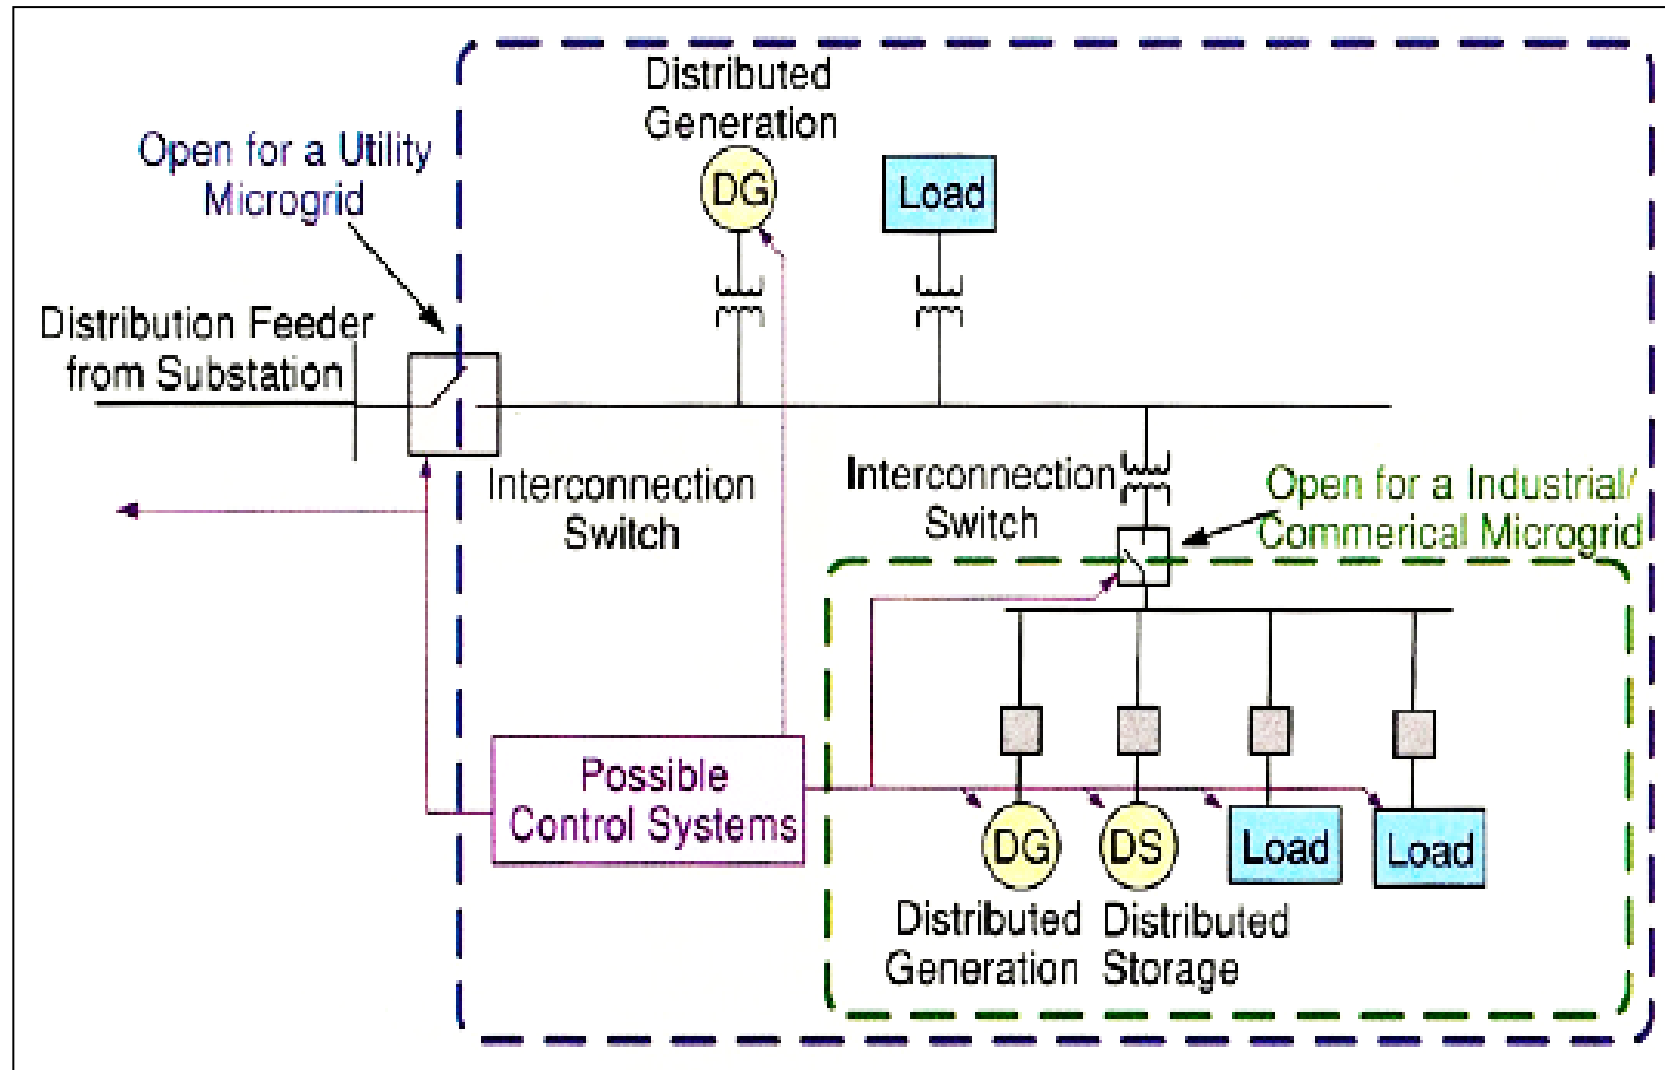 Distributed
Generation
Open for a Utility
Microgrid
DG
Load
Distribution Feeder
from Substation
Interconnection
Switch
Interconnection
Switch
Open for a Industrial/
Commerical Microgrid
Possible
Control Systems
DG
DS
Load
Load
Distributed
Generation
Distributed
Storage